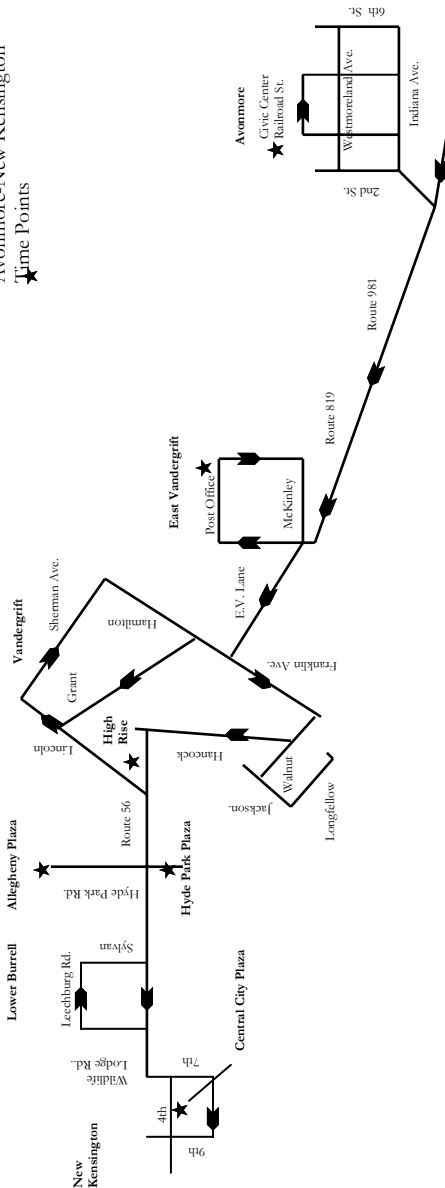 Avonmore-New Kensington
Time Points
New
Kensington
9th
4th
7th
Wildlife
Lodge Rd..
Central City Plaza
Lower Burrell
Leechburg Rd.
Sylvan
Allegheny Plaza
Hyde Park Rd.
Hyde Park Plaza
Route 56
High
Rise
Lincoln
Grant
Vandergrift
Sherman Ave.
Hamilton
Hancock
Jackson.
Walnut
Longfellow
Franklin Ave.
E.V. Lane
East Vandergrift
Post Office
McKinley
Route 819
Route 981
Avonmore
Civic Center
Railroad St.
2nd St.
Westmoreland Ave.
Indiana Ave.
6th St.